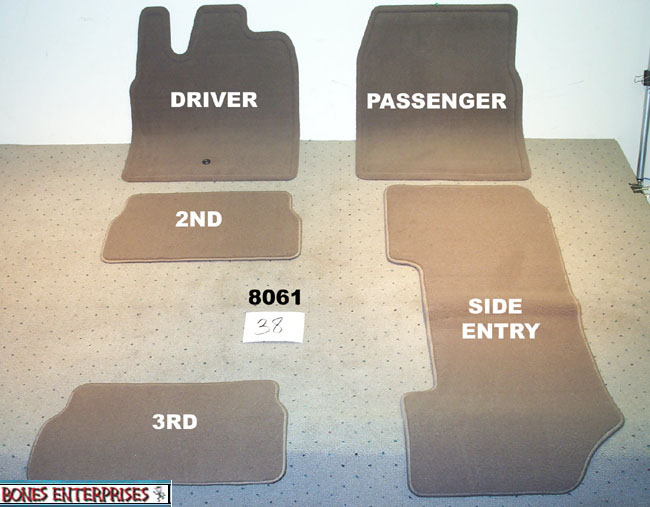 DRIVER
PASSENGER
2ND
8061
38
SIDE
ENTRY
3RD
BONES ENTERPRISES